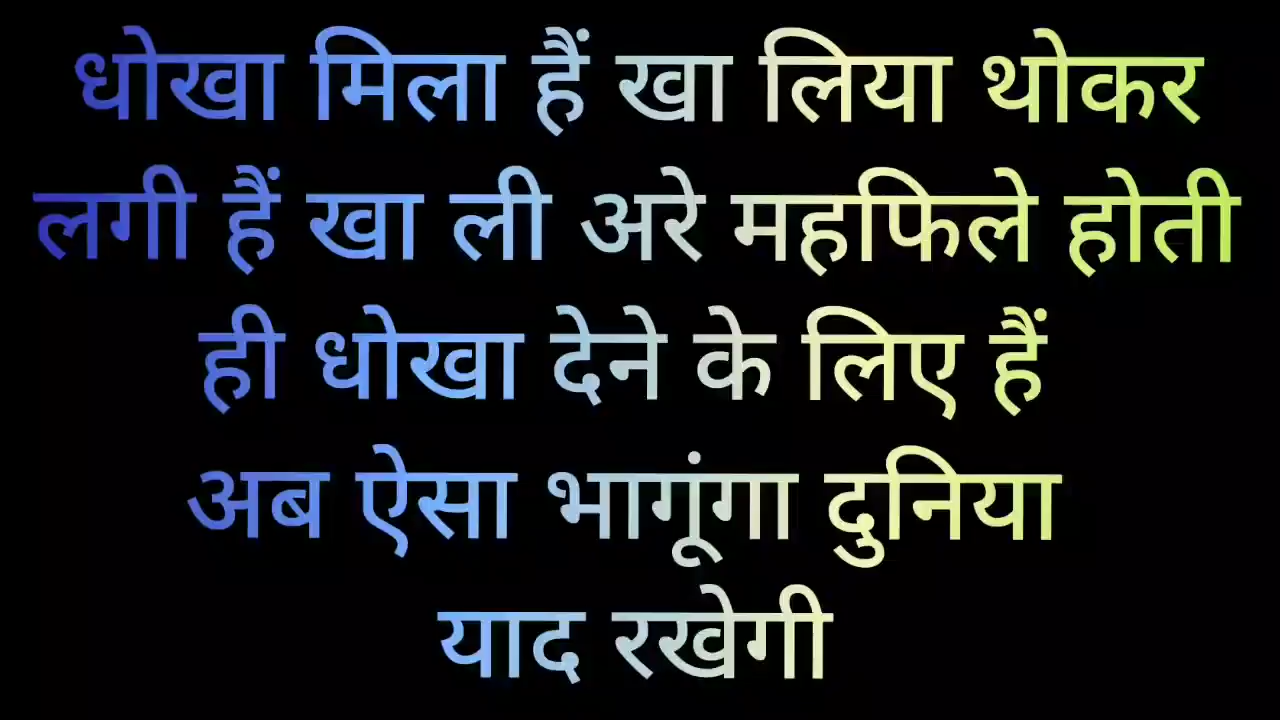 धोखा मिला हैं खा लिया थोकर
लगी हैं खा ली अरे महफिले होती
ही धोखा देने के लिए हैं
अब ऐसा भागूंगा दुनिया
याद रखेगी